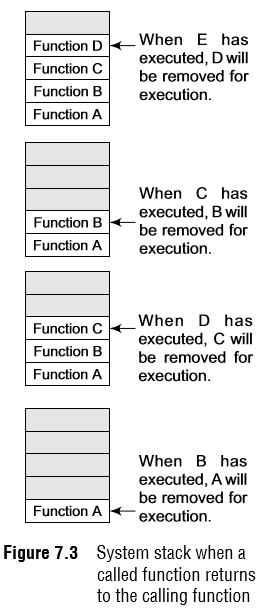 Function D
Function C
Function B
Function A
When E has
executed, D will
be removed for
execution.
Function B
Function A
When C has
executed, B will
be removed for
execution.
Function C
Function B
Function A
When D has
executed, C will
be removed for
execution.
Function A
When B has
executed, A will
be removed for
execution.
Figure 7.3 System stack when a
called function returns
to the calling function